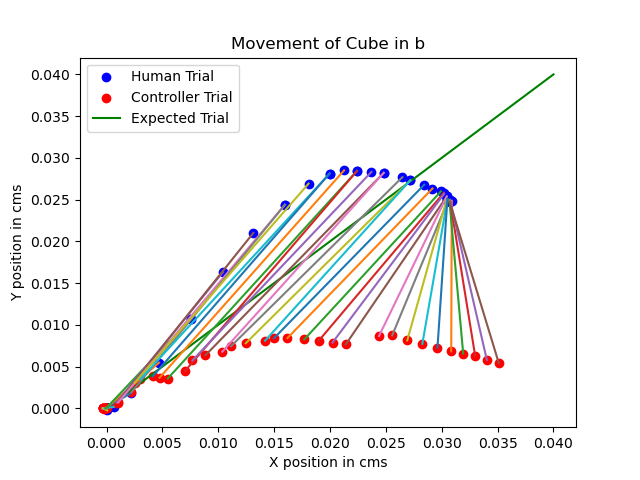 Movement of Cube in b
Human Trial
Controller Trial
Expected Trial
0.040
0.035
0.030
0.025
0.020
0.015
0.010
0.005
0.000
Y position in cms
0.000 0.005 0.010 0.015 0.020 0.025 0.030 0.035 0.040
X position in cms